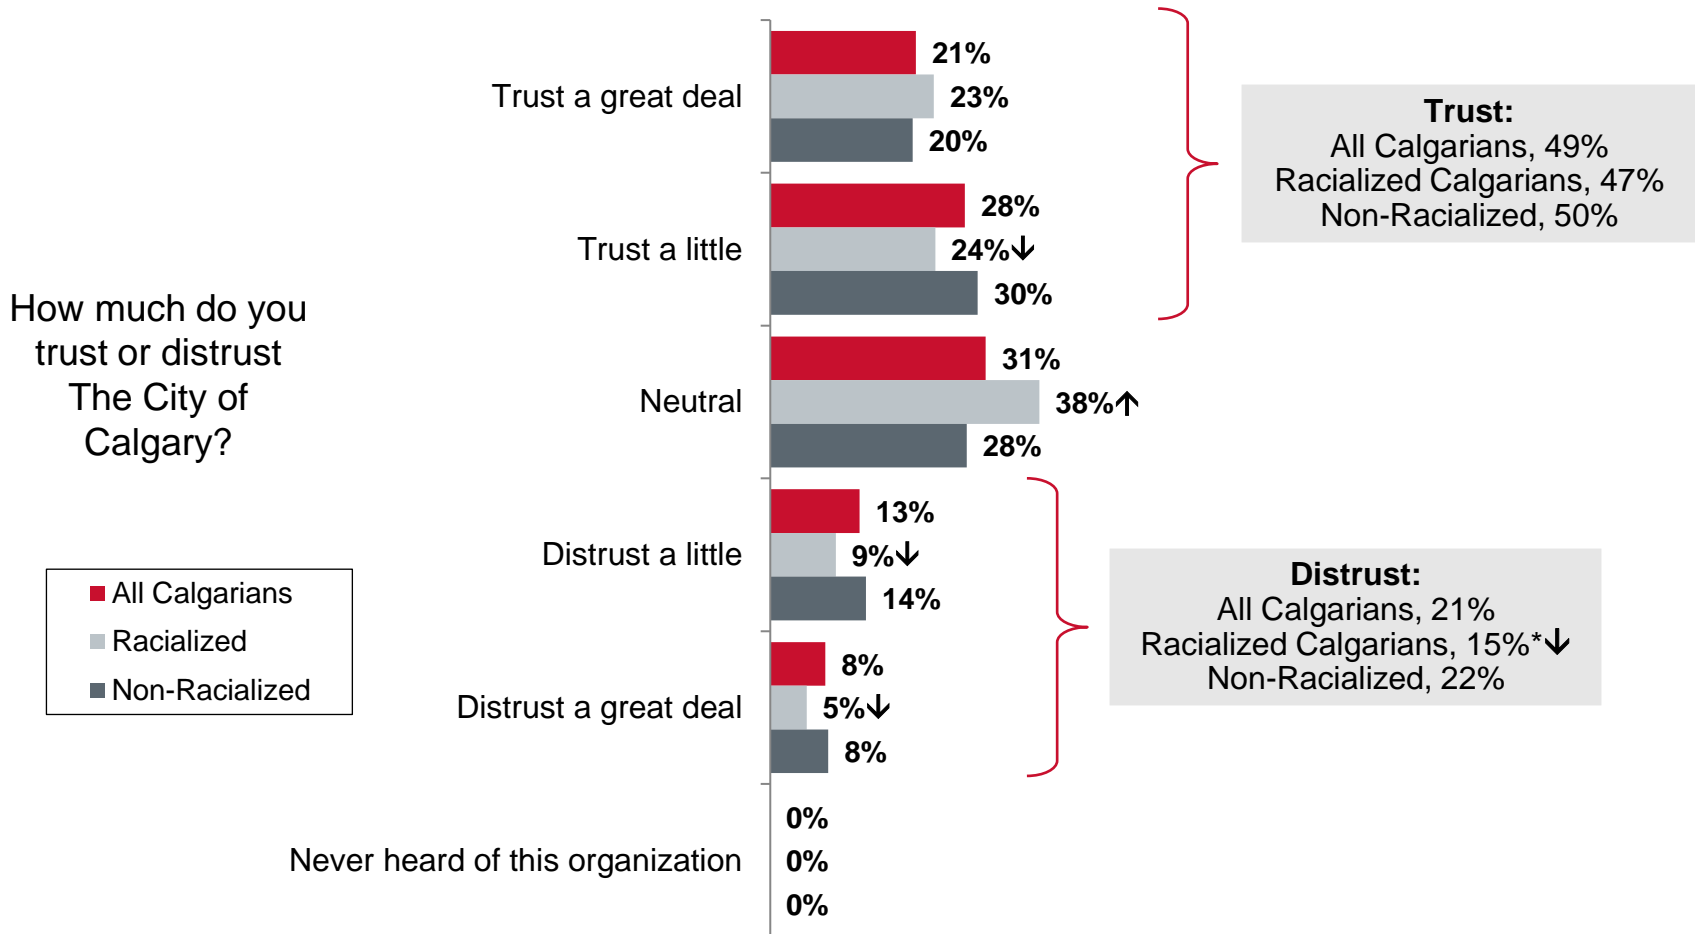 How much do you
trust or distrust
The City of
Calgary?
All Calgarians
Racialized
Non-Racialized
Trust a great deal
21%
23%
20%
Trust a little
28%
24%↓
30%
Neutral
31%
38%↑
28%
Distrust a little
13%
9%↓
14%
Distrust a great deal
8%
5%↓
8%
Never heard of this organization
0%
0%
0%
Trust:
All Calgarians, 49%
Racialized Calgarians, 47%
Non-Racialized, 50%
Distrust:
All Calgarians, 21%
Racialized Calgarians, 15%*↓
Non-Racialized, 22%